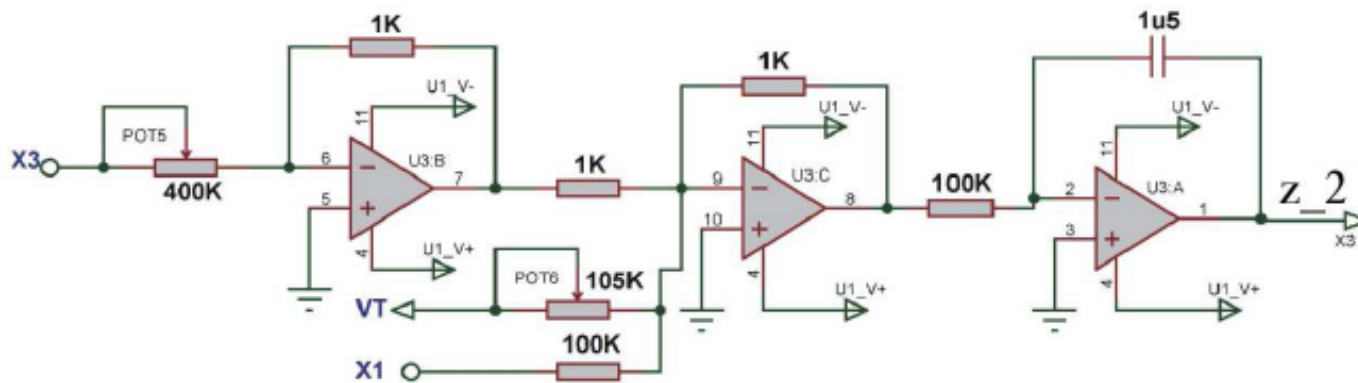 1K
1u5
1K
U1_V-
U1_V-
U1_V-
POT5
11
11
11
X3
6
U3:B
400K
7
1K
9
U3:C
100K
2
U3:A
z_2
5
8
1
10
3
X3
4
U1_V+
POT6
105K
4
4
VT
U1_V+
U1_V+
100K
X1